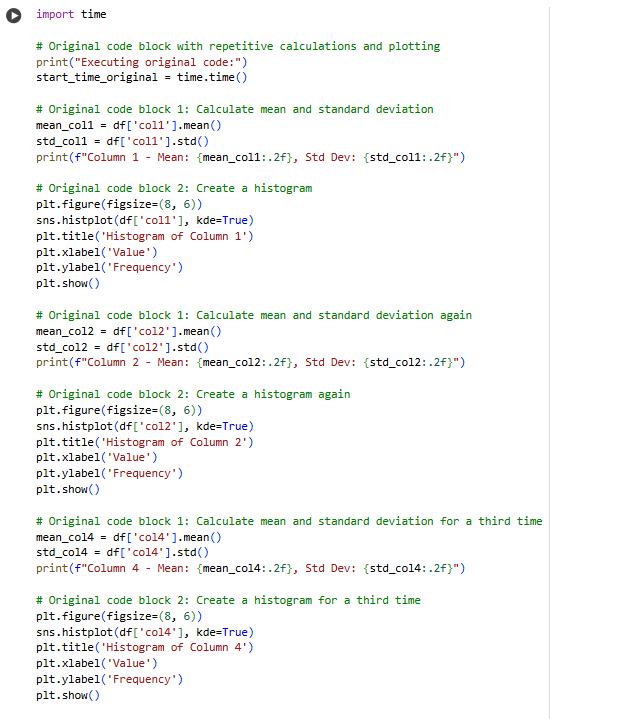 import time
# Original code block with repetitive calculations and plotting
print("Executing original code:")
start_time_original = time.time()
# Original code block 1: Calculate mean and standard deviation
mean_col1 = df['col1'].mean()
std_col1 = df['col1'].std()
print(f"Column 1 - Mean: {mean_col1:.2f}, Std Dev: {std_col1:.2f}")
# Original code block 2: Create a histogram
plt.figure(figsize=(8, 6))
sns.histplot(df['col1'], kde=True)
plt.title('Histogram of Column 1')
plt.xlabel('Value')
plt.ylabel('Frequency')
plt.show()
# Original code block 1: Calculate mean and standard deviation again
mean_col2 = df['col2'].mean()
std_col2 = df['col2'].std()
print(f"Column 2 - Mean: {mean_col2:.2f}, Std Dev: {std_col2:.2f}")
# Original code block 2: Create a histogram again
plt.figure(figsize=(8, 6))
sns.histplot(df['col2'], kde=True)
plt.title('Histogram of Column 2')
plt.xlabel('Value')
plt.ylabel('Frequency')
plt.show()
# Original code block 1: Calculate mean and standard deviation for a third time
mean_col4 = df['col4'].mean()
std_col4 = df['col4'].std()
print(f"Column 4 - Mean: {mean_col4:.2f}, Std Dev: {std_col4:.2f}")
# Original code block 2: Create a histogram for a third time
plt.figure(figsize=(8, 6))
sns.histplot(df['col4'], kde=True)
plt.title('Histogram of Column 4')
plt.xlabel('Value')
plt.ylabel('Frequency')
plt.show()